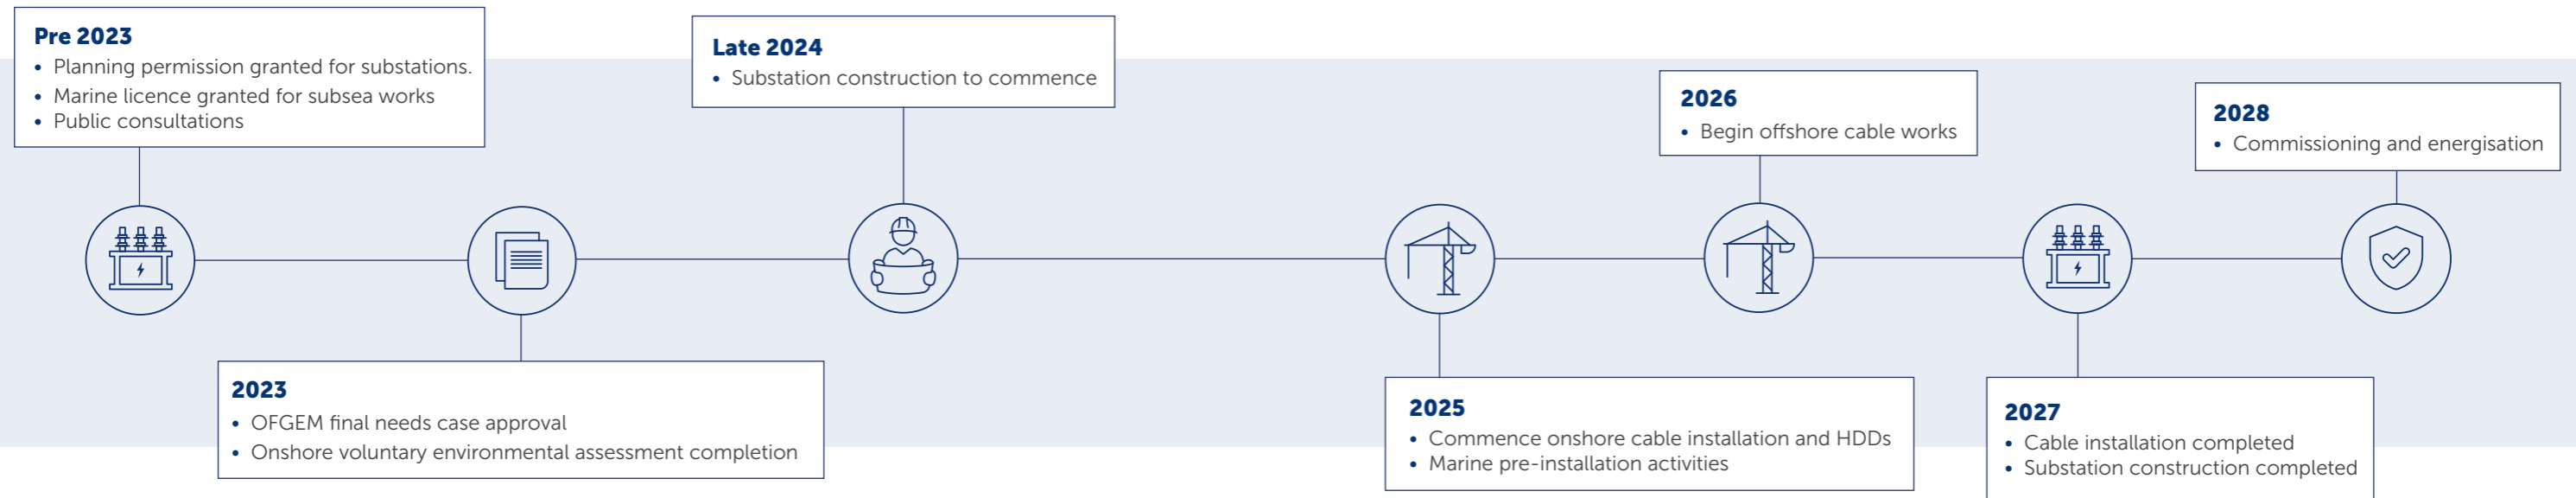 Pre 2023
• Planning permission granted for substations.
• Marine licence granted for subsea works
• Public consultations
2023
• OFGEM final needs case approval
• Onshore voluntary environmental assessment completion
Late 2024
• Substation construction to commence
2025
• Commence onshore cable installation and HDDs
• Marine pre-installation activities
2026
• Begin offshore cable works
2027
• Cable installation completed
• Substation construction completed
2028
• Commissioning and energisation